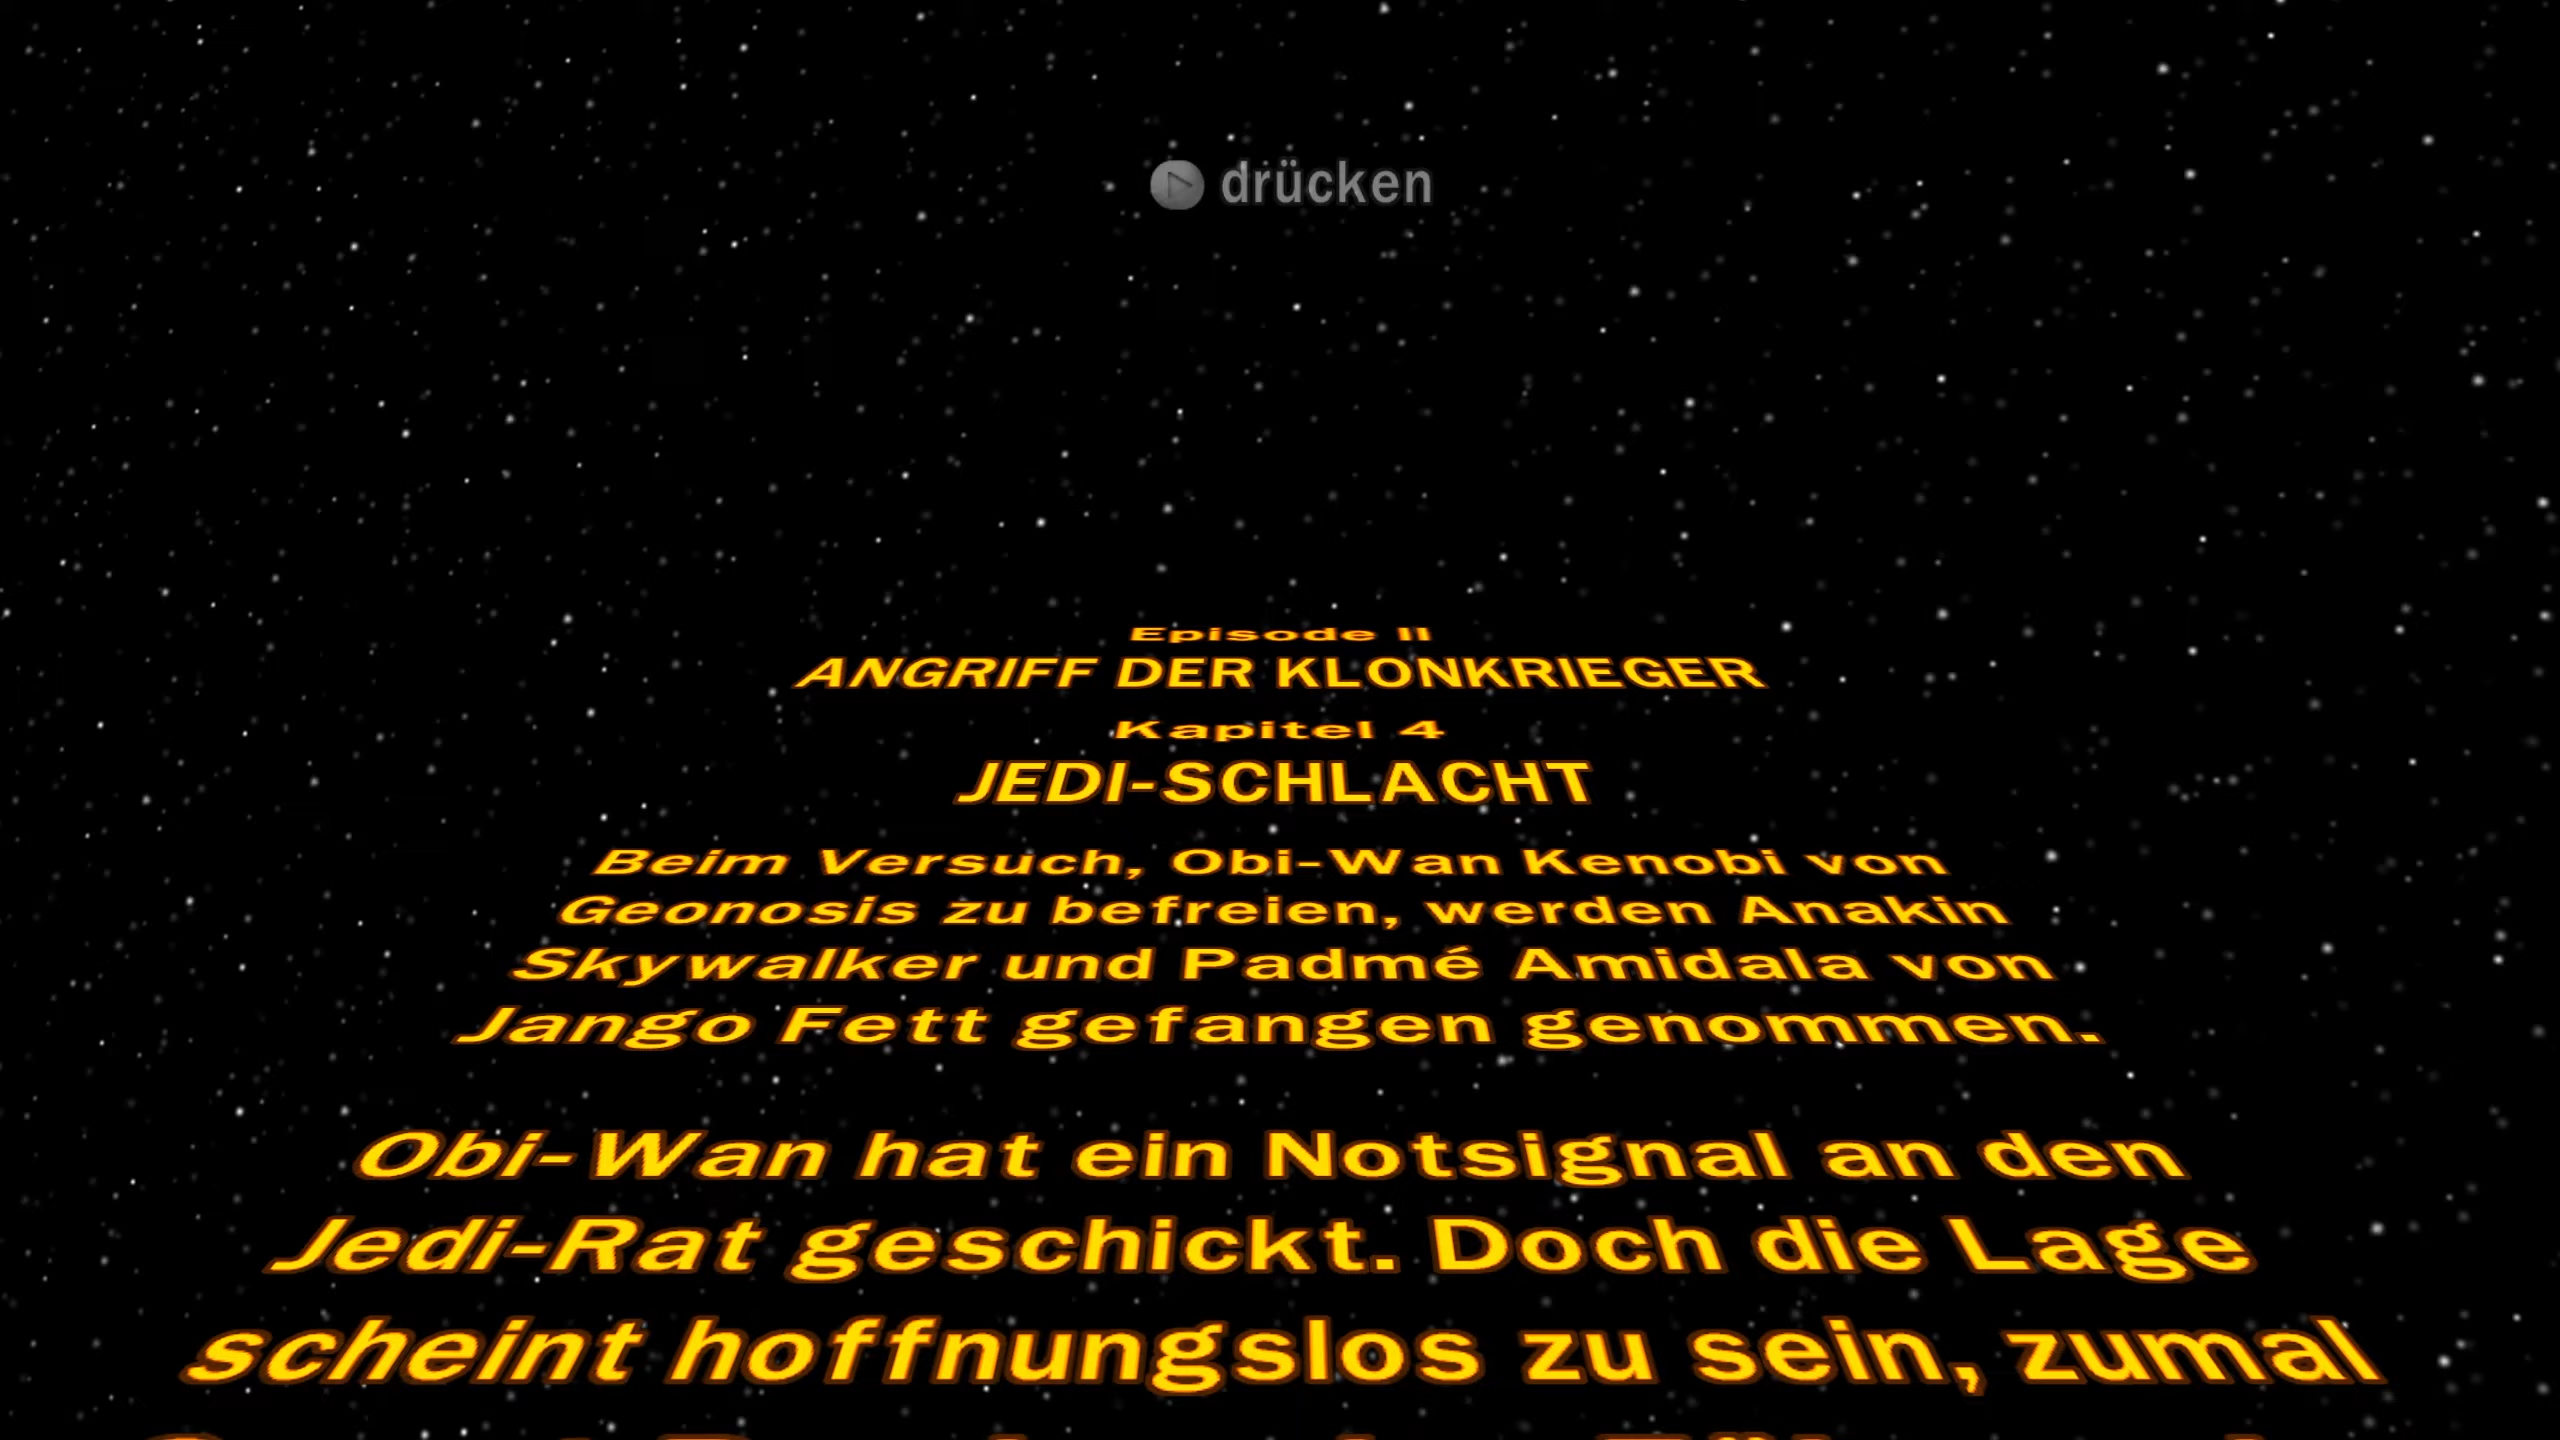 drücken
Episode II
ANGRIFF DER KLONKRIEGER
Kapitel 4
JEDI-SCHLACHT
Beim Versuch, Obi-Wan Kenobi von
Geonosis zu befreien, werden Anakin
Skywalker und Padmé Amidala von
Jango Fett gefangen genommen.
Obi-Wan hat ein Notsignal an den
Jedi-Rat geschickt. Doch die Lage
scheint hoffnungslos zu sein, zumal